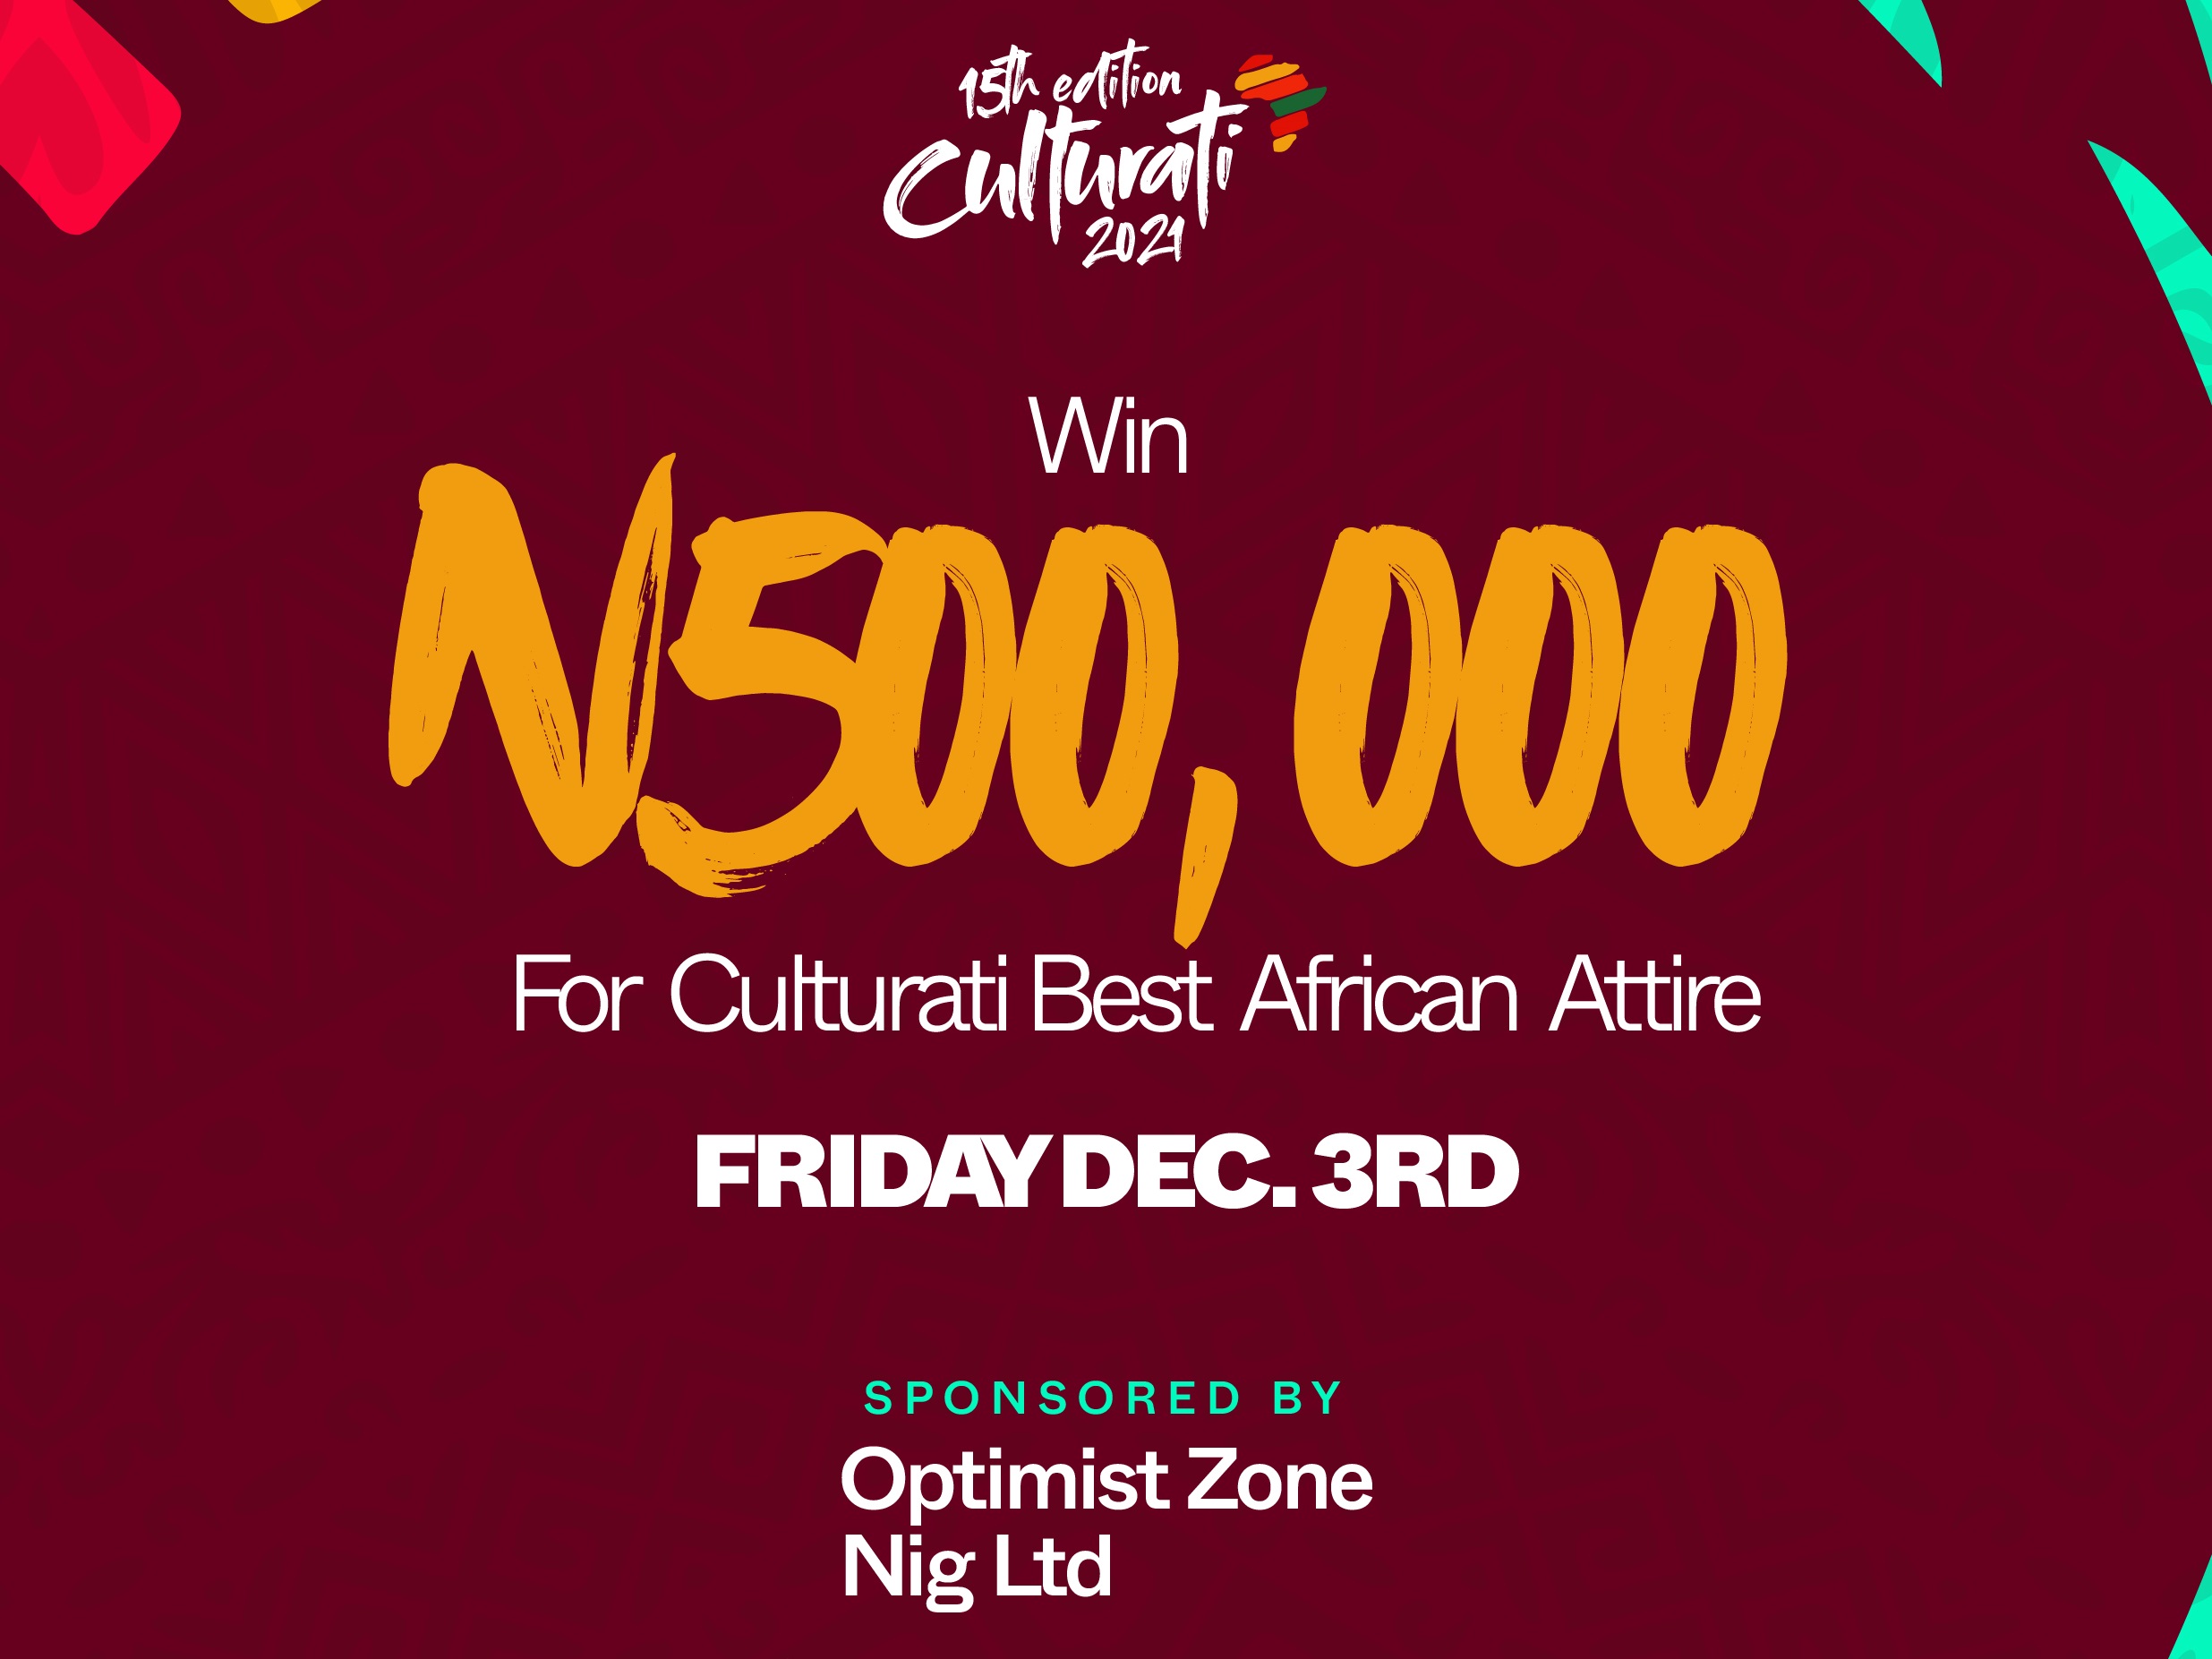 15th edition
Culturati
2021
Win
N500,000
For Culturati Best African Attire
FRIDAY DEC. 3RD
SPONSORED BY
Optimist Zone
Nig Ltd